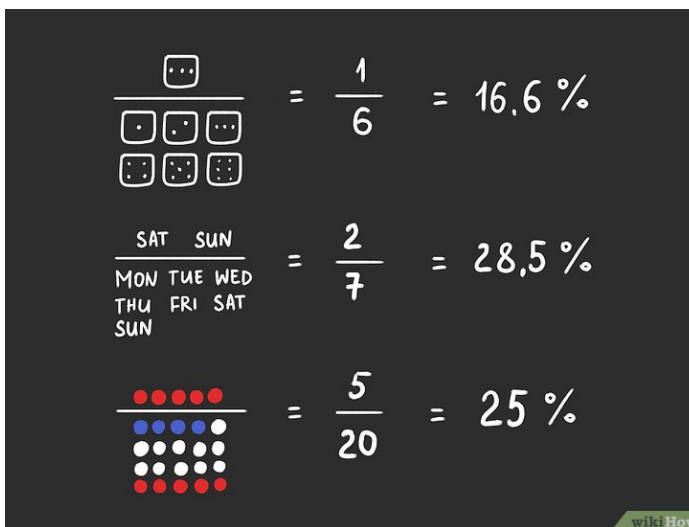 = 1/6 = 16.6 %
SAT SUN
MON TUE WED
THU FRI SAT
SUN
= 2/7 = 28.5 %
= 5/20 = 25 %
wikiHow